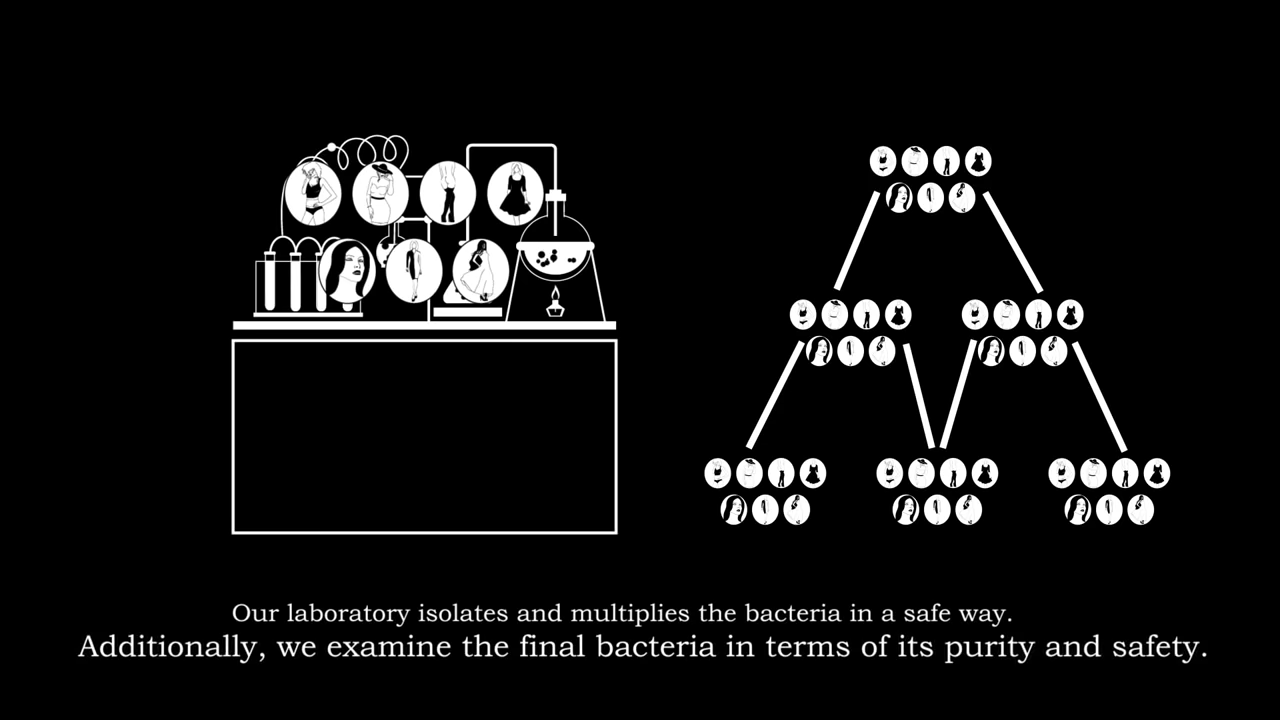 Our laboratory isolates and multiplies the bacteria in a safe way.
Additionally, we examine the final bacteria in terms of its purity and safety.